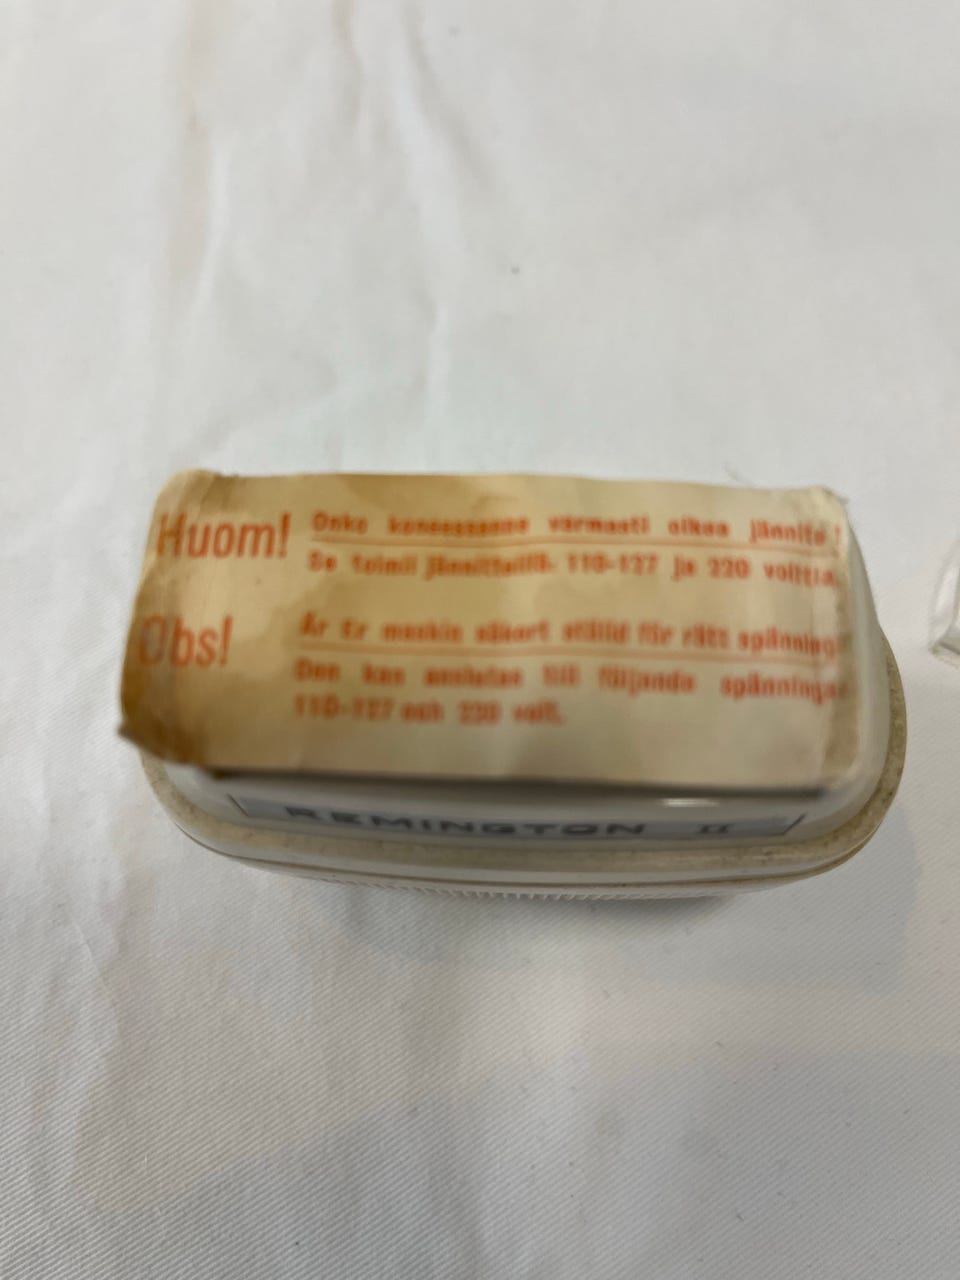 Huom! Onko koneessanne varmasti oikea jännite!
Se toimii jännitteillä: 110-127 ja 220 volttia.
Obs! Är Er maskin säkert ställd för rätt spänning
Den kan anslutas till följande spänningar
110-127 och 220 volt.
REMINGTON II